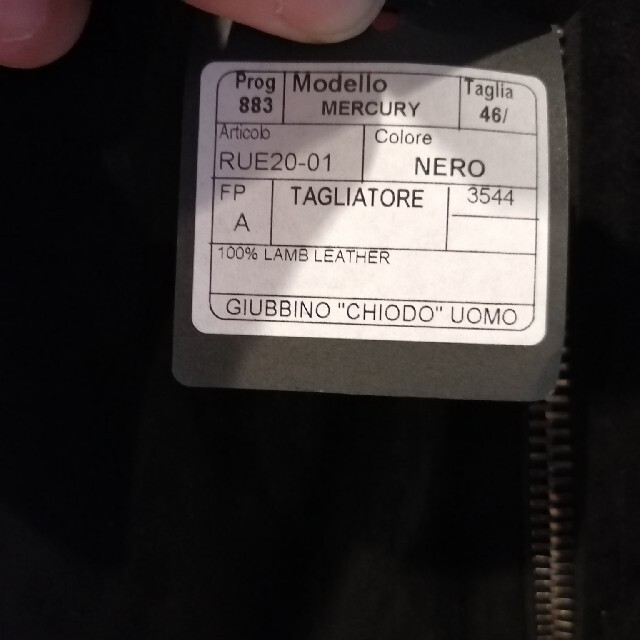 Prog Modello Taglia
883 MERCURY 46/
Articolo Colore
RUE20-01 NERO
FP TAGLIATORE 3544
A
100% LAMB LEATHER
GIUBBINO "CHIODO" UOMO